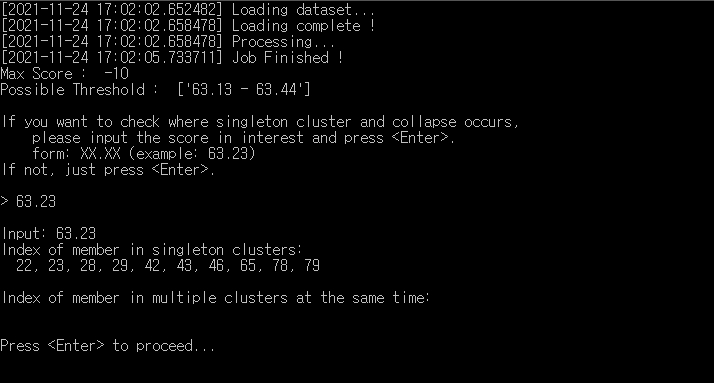 [2021-11-24 17:02:02.652482] Loading dataset...
[2021-11-24 17:02:02.658478] Loading complete !
[2021-11-24 17:02:02.658478] Processing...
[2021-11-24 17:02:05.733711] Job Finished !
Max Score :  -10
Possible Threshold :  ['63.13 - 63.44']

If you want to check where singleton cluster and collapse occurs,
    please input the score in interest and press <Enter>.
    form: XX.XX (example: 63.23)
If not, just press <Enter>.

> 63.23

Input: 63.23
Index of member in singleton clusters:
  22, 23, 28, 29, 42, 43, 46, 65, 78, 79

Index of member in multiple clusters at the same time:


Press <Enter> to proceed...